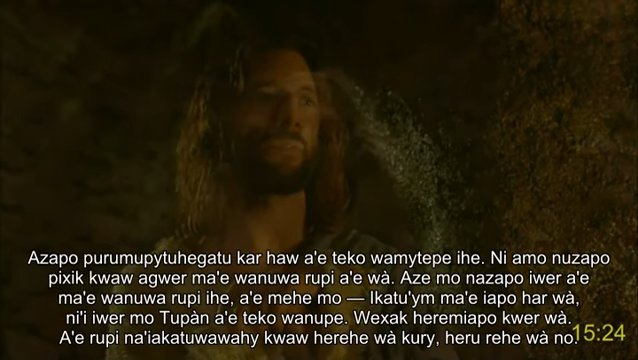 Azapo purumupytuhegatu kar haw a'e teko wamytepe ihe. Ni amo nuzapo
pixik kwaw agwer ma'e wanuwa rupi a'e wà. Aze mo nazapo iwer a'e
ma'e wanuwa rupi ihe, a'e mehe mo — Ikatu'ym ma'e iapo har wà,
ni'i iwer mo Tupàn a'e teko wanupe. Wexak heremiapo kwer wà.
A'e rupi na'iakatuwawahy kwaw herehe wà kury, heru rehe wà no.
15:24